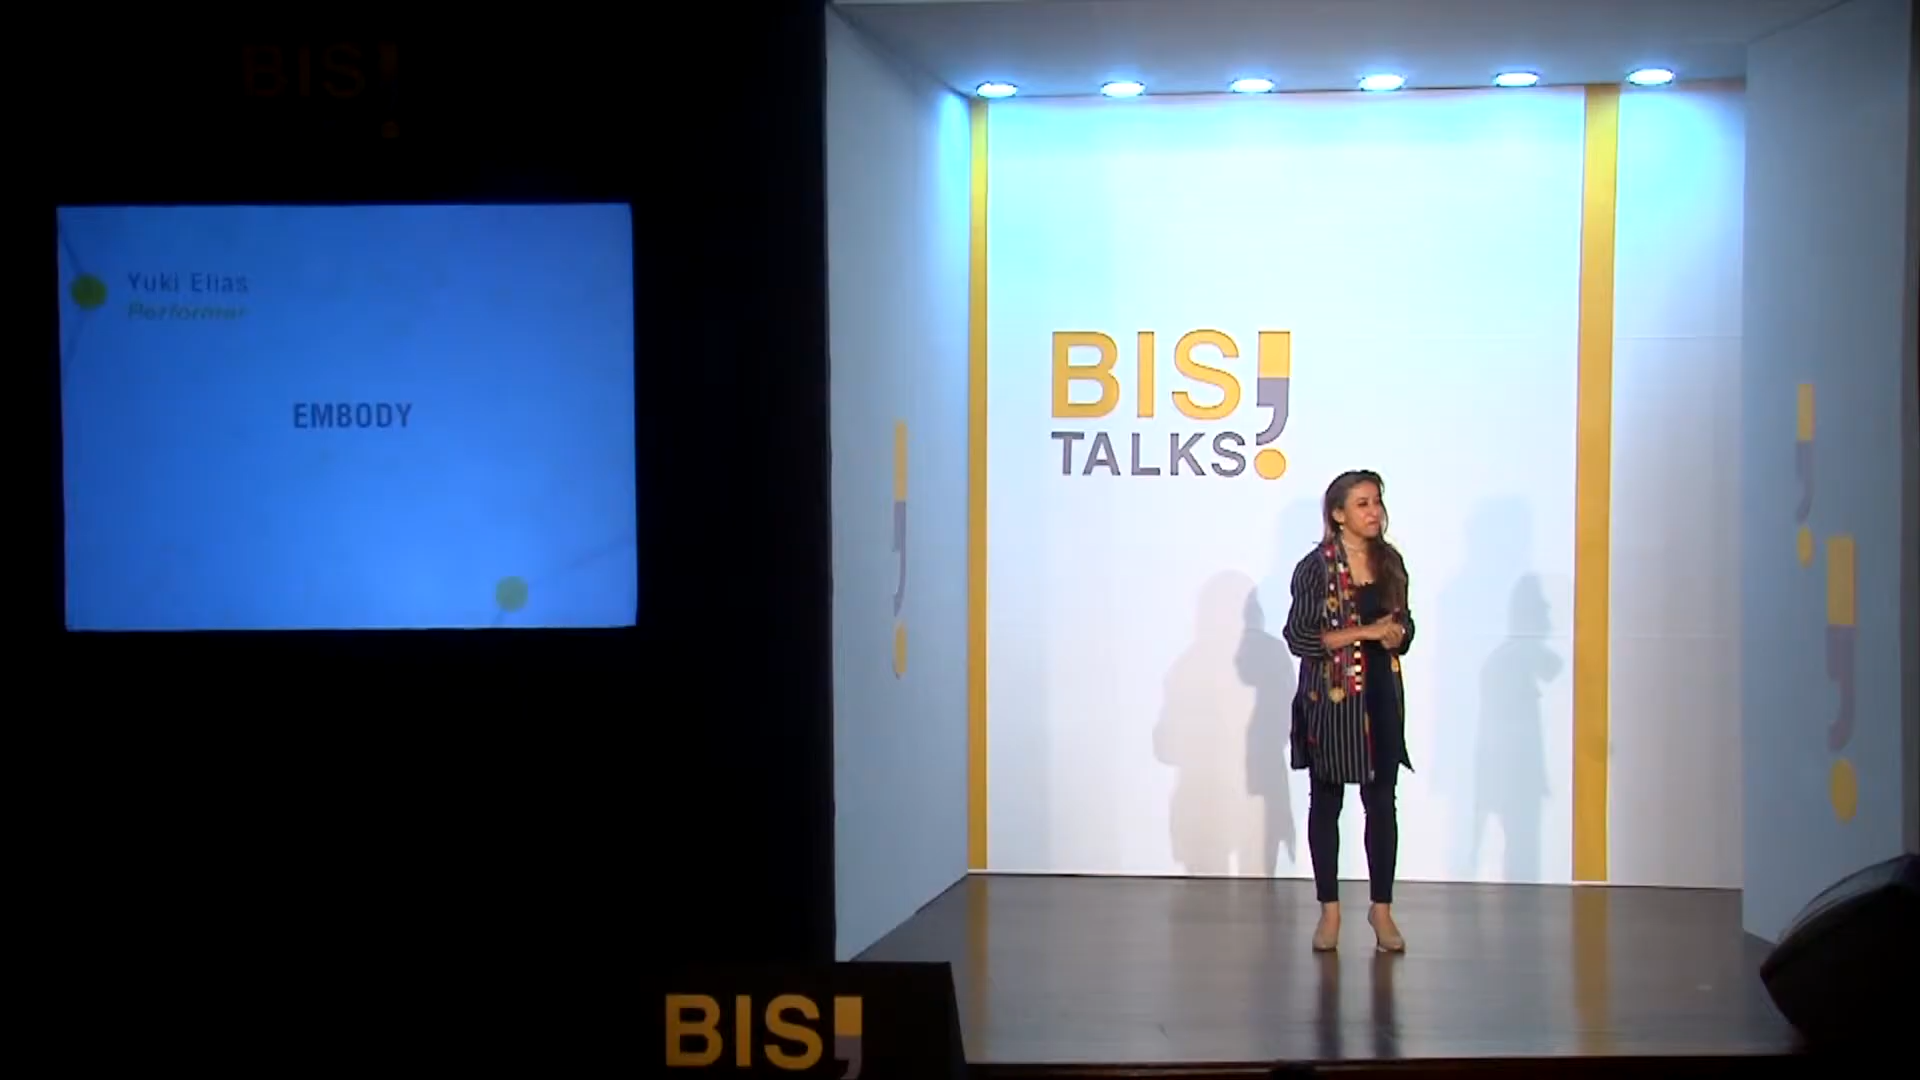 BIS
Yuki Elias
Performer
EMBODY
BIS
TALKS
BIS